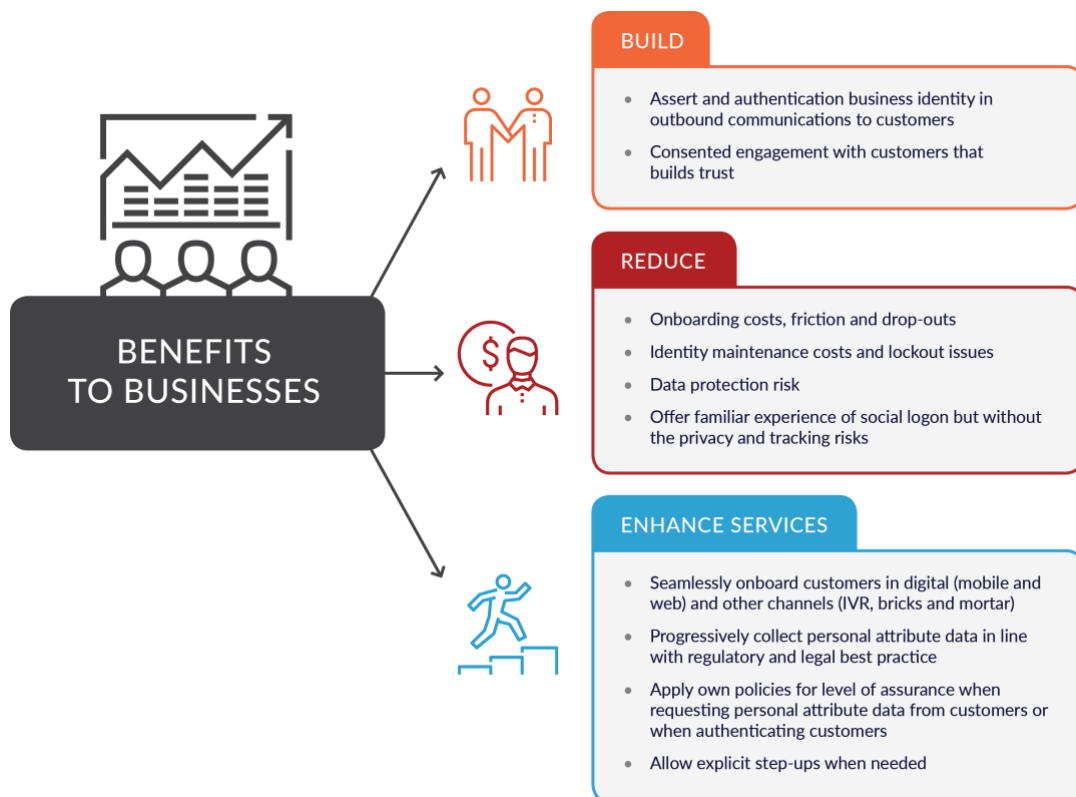 BENEFITS
TO BUSINESSES
BUILD
• Assert and authentication business identity in
outbound communications to customers
• Consented engagement with customers that
builds trust
$
REDUCE
• Onboarding costs, friction and drop-outs
• Identity maintenance costs and lockout issues
• Data protection risk
• Offer familiar experience of social logon but without
the privacy and tracking risks
ENHANCE SERVICES
• Seamlessly onboard customers in digital (mobile and
web) and other channels (IVR, bricks and mortar)
• Progressively collect personal attribute data in line
with regulatory and legal best practice
• Apply own policies for level of assurance when
requesting personal attribute data from customers or
when authenticating customers
• Allow explicit step-ups when needed